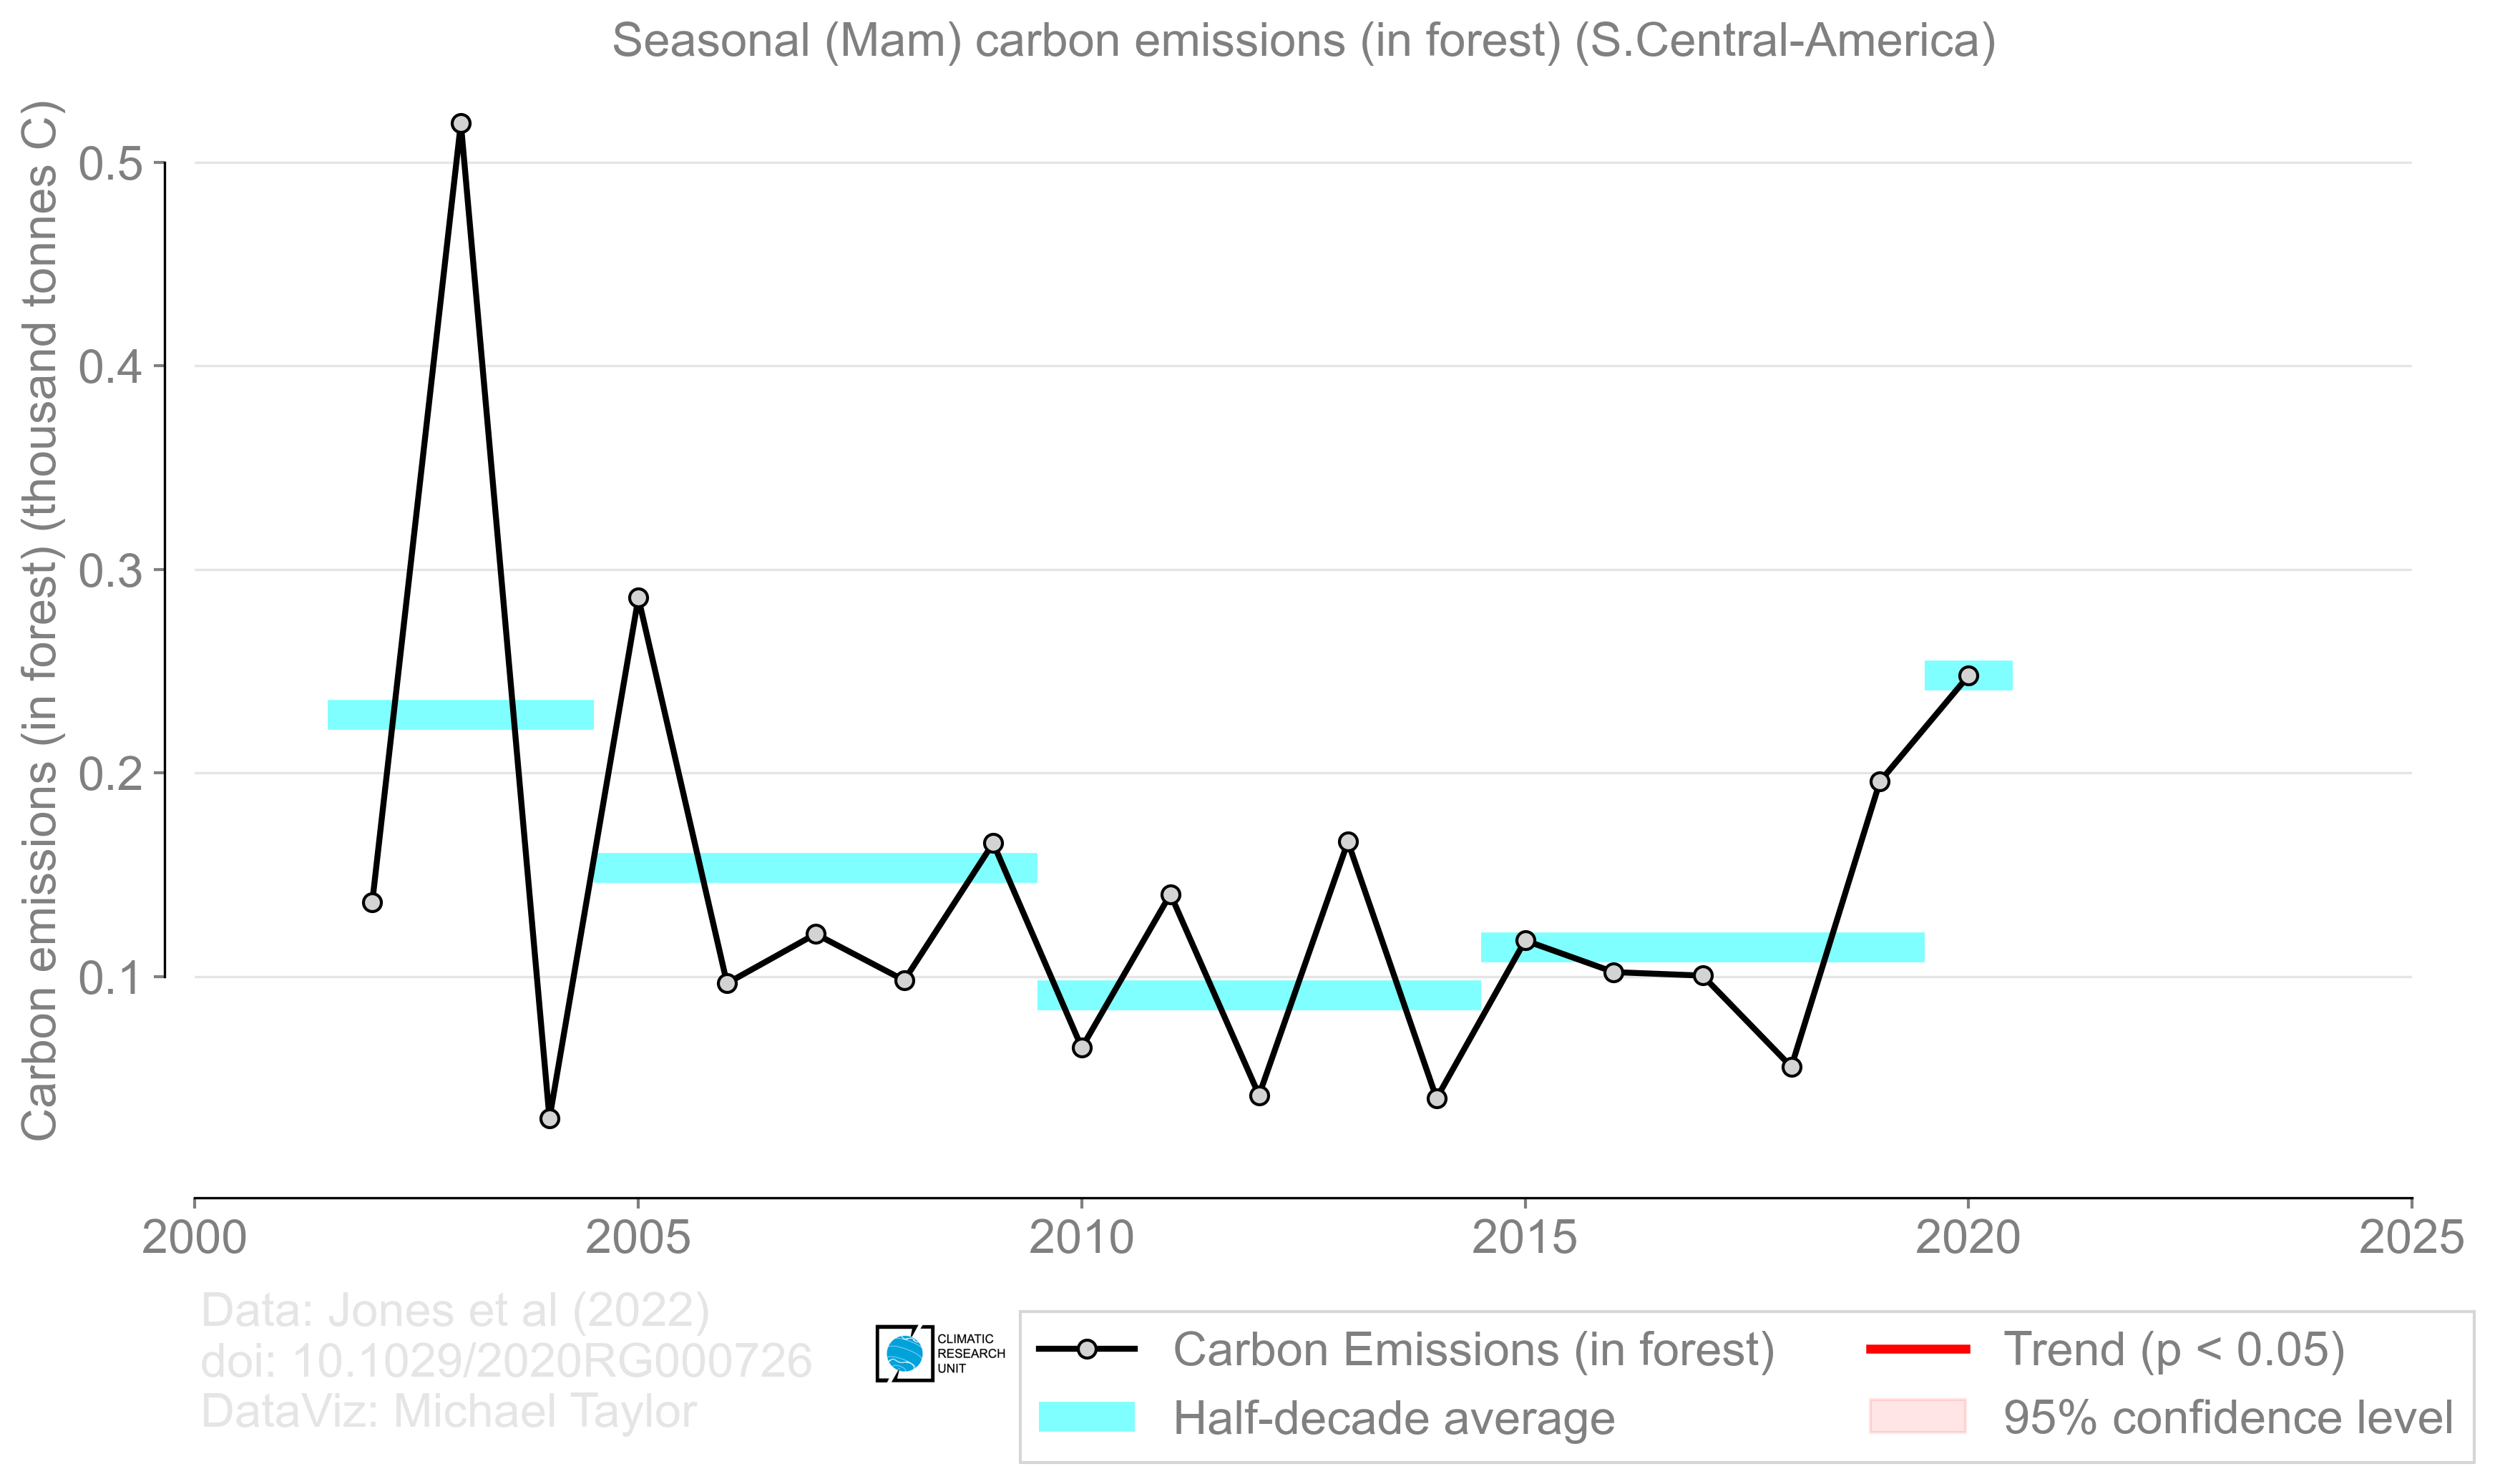 Seasonal (Mam) carbon emissions (in forest) (S.Central-America)
Carbon emissions (in forest) (thousand tonnes C)
0.5
0.4
0.3
0.2
0.1
2000
2005
2010
2015
2020
2025
Data: Jones et al (2022)
doi: 10.1029/2020RG000726
DataViz: Michael Taylor
CLIMATIC
RESEARCH
UNIT
Carbon Emissions (in forest)
Half-decade average
Trend (p < 0.05)
95% confidence level